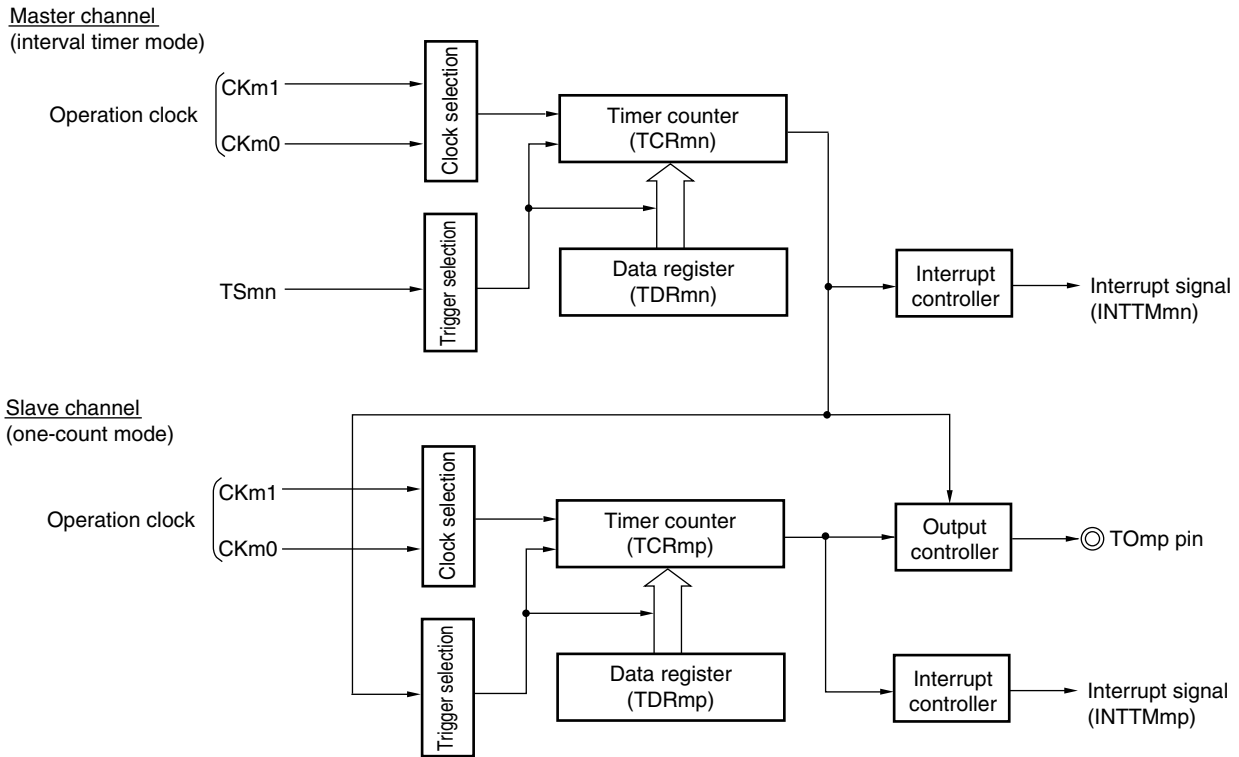 Master channel
(interval timer mode)
Operation clock
CKm1
CKm0
Clock selection
Timer counter
(TCRmn)
TSmn
Trigger selection
Data register
(TDRmn)
Interrupt
controller
Interrupt signal
(INTTMmn)
Slave channel
(one-count mode)
Operation clock
CKm1
CKm0
Clock selection
Timer counter
(TCRmp)
Output
controller
TOmp pin
Trigger selection
Data register
(TDRmp)
Interrupt
controller
Interrupt signal
(INTTMmp)